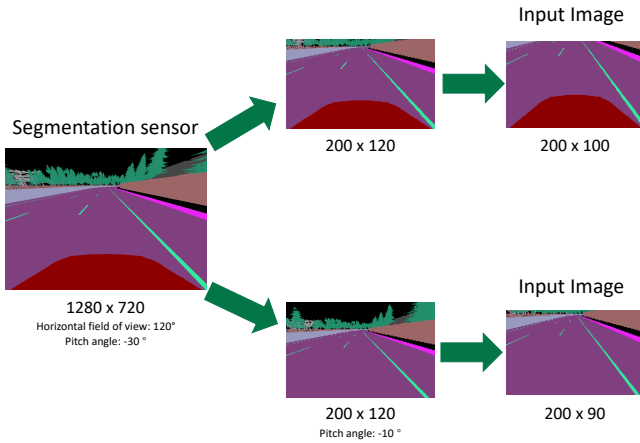 Input Image
200 x 120
200 x 100
Segmentation sensor
1280 x 720
Horizontal field of view: 120°
Pitch angle: -30 °
Input Image
200 x 120
Pitch angle: -10 °
200 x 90